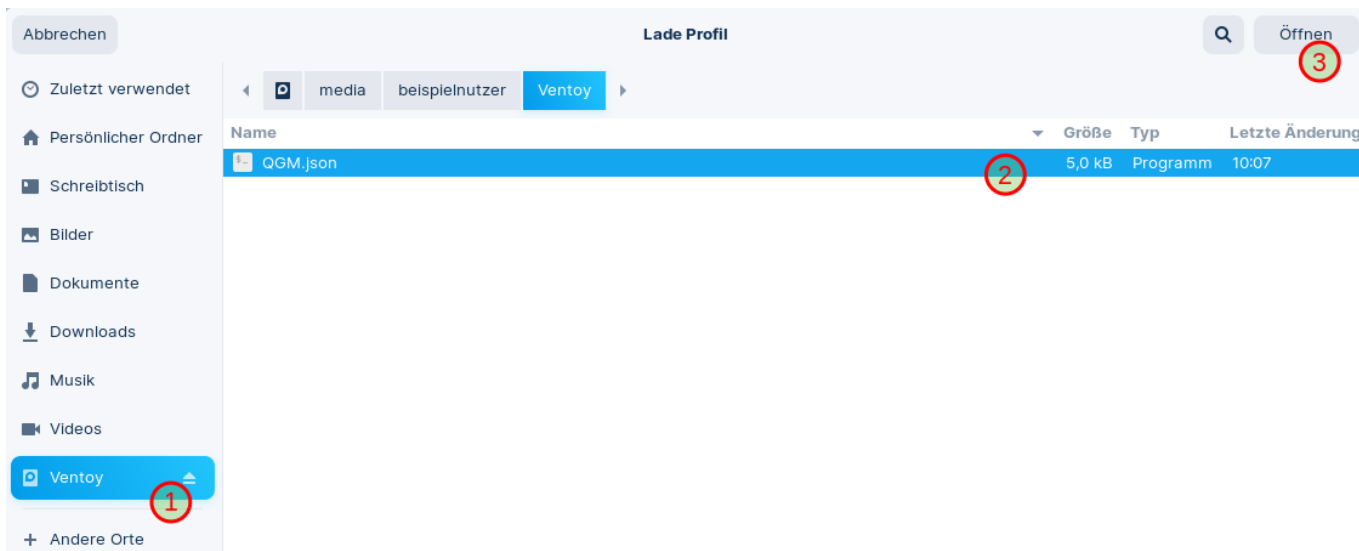 Abbrechen Lade Profil Öffnen
3
Zuletzt verwendet
Persönlicher Ordner
Schreibtisch
Bilder
Dokumente
Downloads
Musik
Videos
Ventoy
1
Andere Orte
media beispielnutzer Ventoy
Name Größe Typ Letzte Änderung
QGM.json 5,0 kB Programm 10:07
2